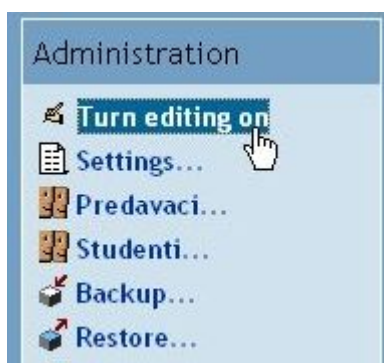 Administration
Turn editing on
Settings...
Predavaci...
Studenti...
Backup...
Restore...